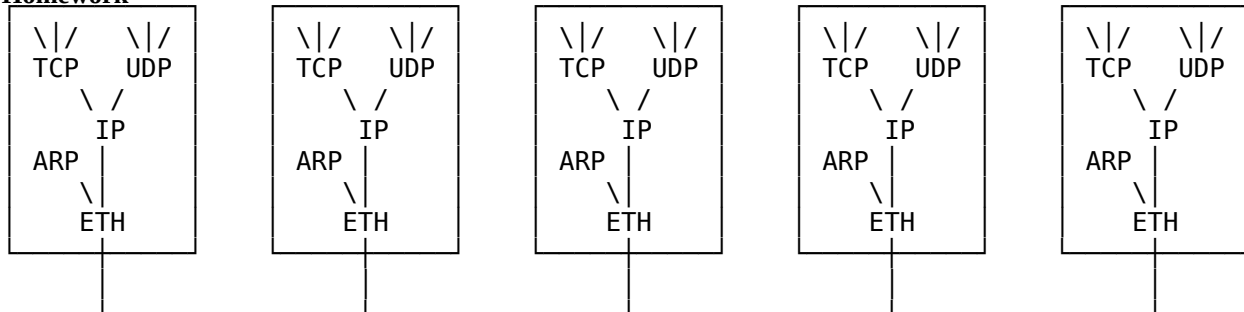 Homework
\|/ \|/ \|/ \|/ \|/ \|/ \|/ \|/ \|/ \|/
TCP UDP TCP UDP TCP UDP TCP UDP TCP UDP
\ / \ / \ / \ / \ /
IP IP IP IP IP
ARP | ARP | ARP | ARP | ARP |
\| \| \| \| \|
ETH ETH ETH ETH ETH